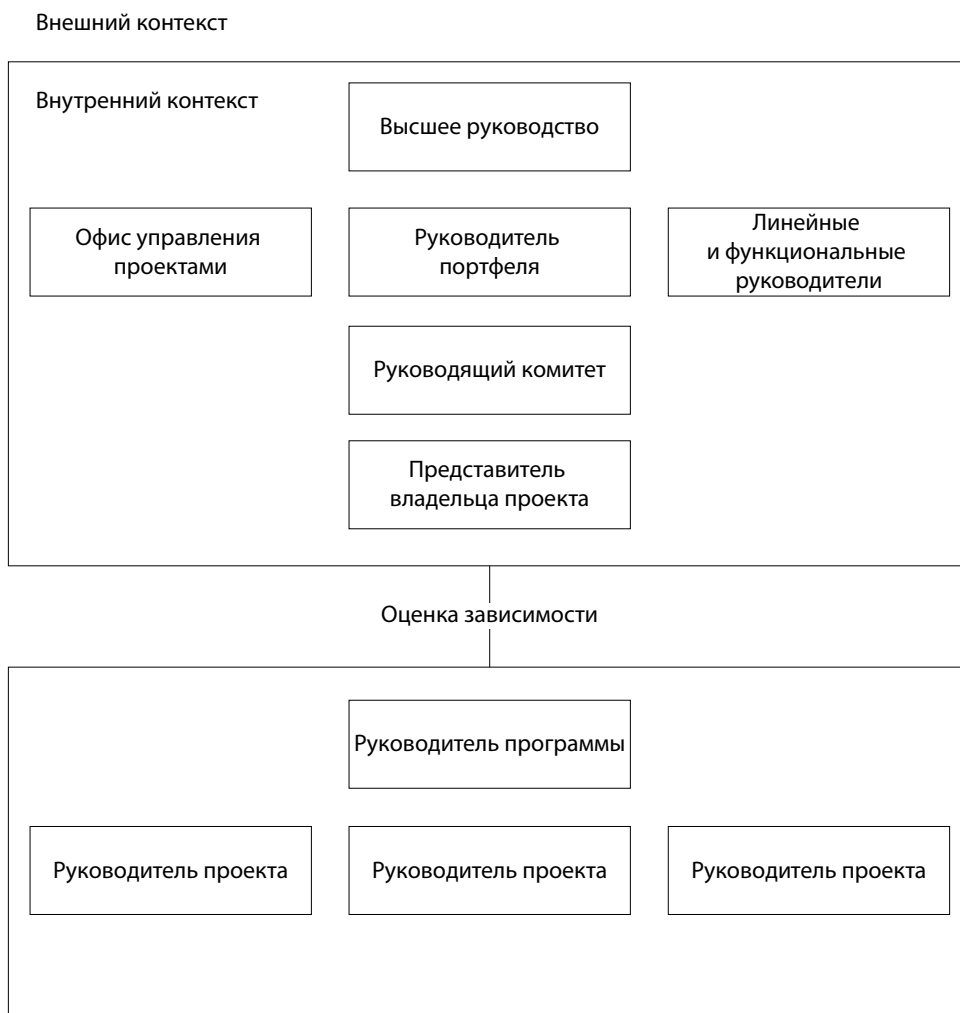 Внешний контекст
Внутренний контекст
Высшее руководство
Офис управления
проектами
Руководитель
портфеля
Линейные
и функциональные
руководители
Руководящий комитет
Представитель
владельца проекта
Оценка зависимости
Руководитель программы
Руководитель проекта
Руководитель проекта
Руководитель проекта